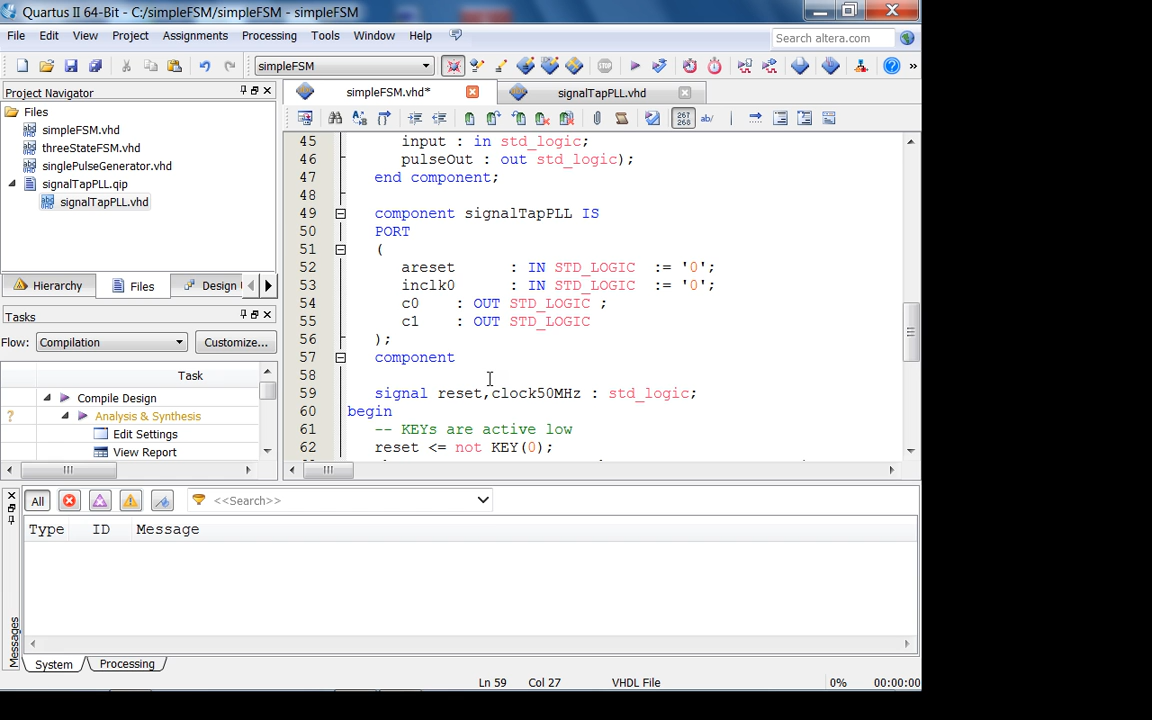 Quartus II 64-Bit - C:/simpleFSM/simpleFSM - simpleFSM
File Edit View Project Assignments Processing Tools Window Help
Search altera.com
simpleFSM
STOP
»
Project Navigator
Files
simpleFSM.vhd
threeStateFSM.vhd
singlePulseGenerator.vhd
signalTapPLL.qip
signalTapPLL.vhd
Hierarchy Files Design
Tasks
Flow: Compilation Customize...
Task
Compile Design
? Analysis & Synthesis
Edit Settings
View Report
simpleFSM.vhd* signalTapPLL.vhd
267 268 ab/
45 input : in std_logic;
46 pulseOut : out std_logic);
47 end component;
48
49 component signalTapPLL IS
50 PORT
51 (
52 areset : IN STD_LOGIC := '0';
53 inclk0 : IN STD_LOGIC := '0';
54 c0 : OUT STD_LOGIC ;
55 c1 : OUT STD_LOGIC
56 );
57 component
58
59 signal reset,clock50MHz : std_logic;
60 begin
61 -- KEYs are active low
62 reset <= not KEY(0);
All <<Search>>
Type ID Message
Messages
System Processing
Ln 59 Col 27 VHDL File 0% 00:00:00